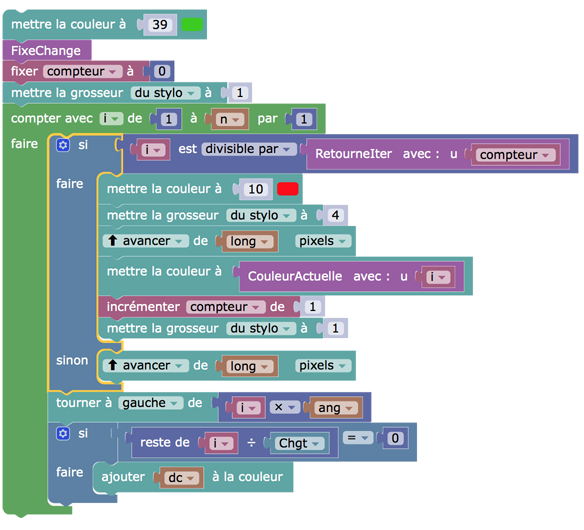 mettre la couleur à 39
FixeChange
fixer compteur à 0
mettre la grosseur du stylo à 1
compter avec i de 1 à n par 1
faire si i est divisible par RetourneIter avec : u compteur
faire mettre la couleur à 10
mettre la grosseur du stylo à 4
avancer de long pixels
mettre la couleur à CouleurActuelle avec : u i
incrémenter compteur de 1
mettre la grosseur du stylo à 1
sinon avancer de long pixels
tourner à gauche de i × ang
si reste de i ÷ Chgt = 0
faire ajouter dc à la couleur